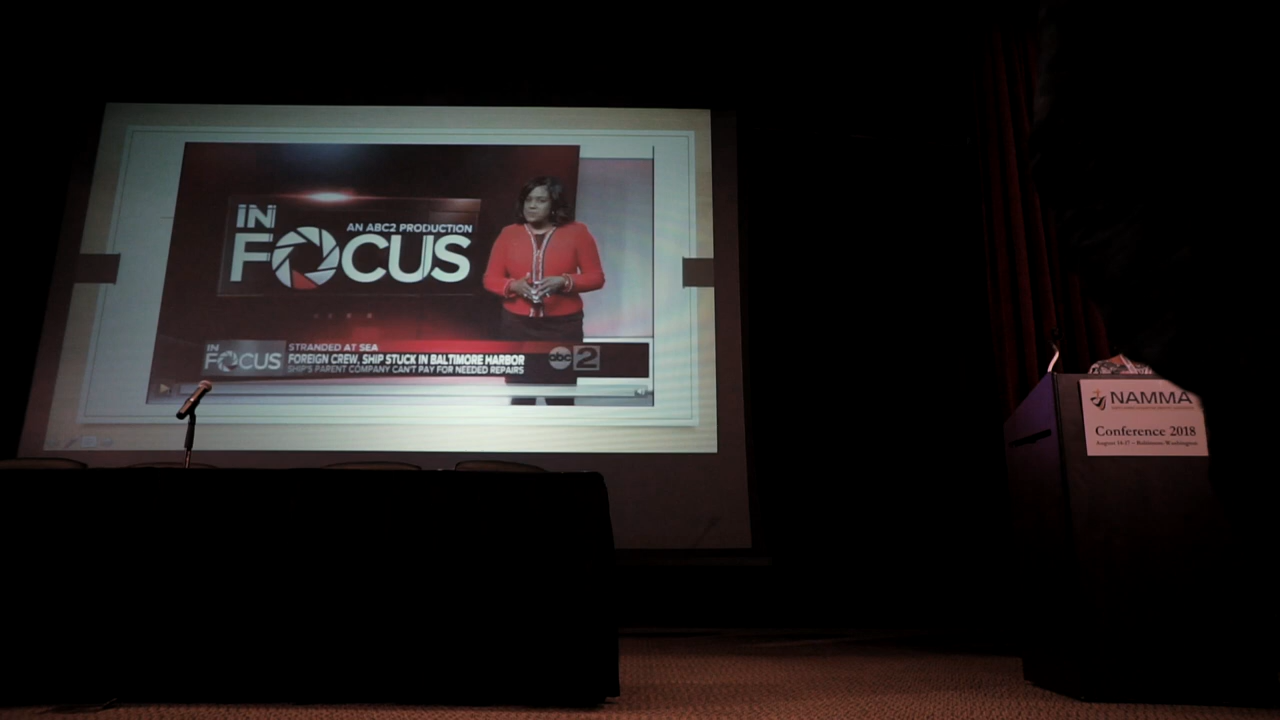 IN
AN ABC2 PRODUCTION
FOCUS
IN
FOCUS
STRANDED AT SEA
FOREIGN CREW, SHIP STUCK IN BALTIMORE HARBOR
SHIP'S PARENT COMPANY CAN'T PAY FOR NEEDED REPAIRS
abc 2
NAMMA
Conference 2018